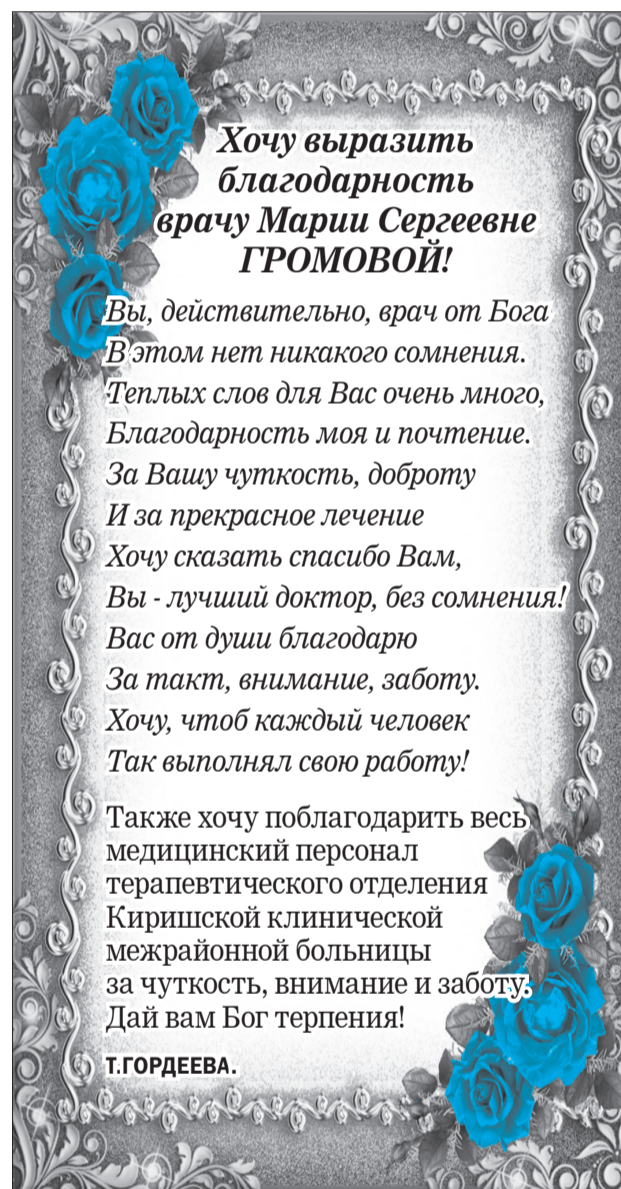 Хочу выразить
благодарность
врачу Марии Сергеевне
ГРОМОВОЙ!
Вы, действительно, врач от Бога
В этом нет никакого сомнения.
Теплых слов для Вас очень много,
Благодарность моя и почтение.
За Вашу чуткость, доброту
И за прекрасное лечение
Хочу сказать спасибо Вам,
Вы - лучший доктор, без сомнения!
Вас от души благодарю
За такт, внимание, заботу.
Хочу, чтоб каждый человек
Так выполнял свою работу!
Также хочу поблагодарить весь
медицинский персонал
терапевтического отделения
Киришской клинической
межрайонной больницы
за чуткость, внимание и заботу.
Дай вам Бог терпения!
Т.ГОРДЕЕВА.